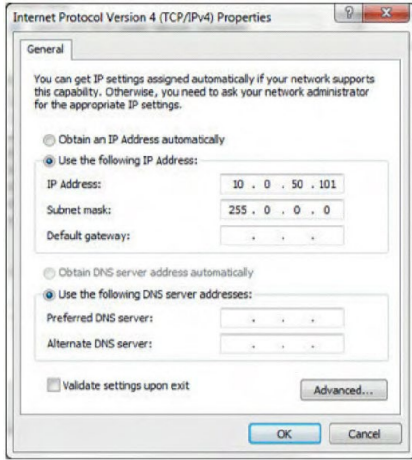 Internet Protocol Version 4 (TCP/IPv4) Properties
General
You can get IP settings assigned automatically if your network supports
this capability. Otherwise, you need to ask your network administrator
for the appropriate IP settings.
Obtain an IP Address automatically
Use the following IP Address:
IP Address: 10 . 0 . 50 . 101
Subnet mask: 255 . 0 . 0 . 0
Default gateway: . . .
Obtain DNS server address automatically
Use the following DNS server addresses:
Preferred DNS server: . . .
Alternate DNS server: . . .
Validate settings upon exit
Advanced...
OK Cancel